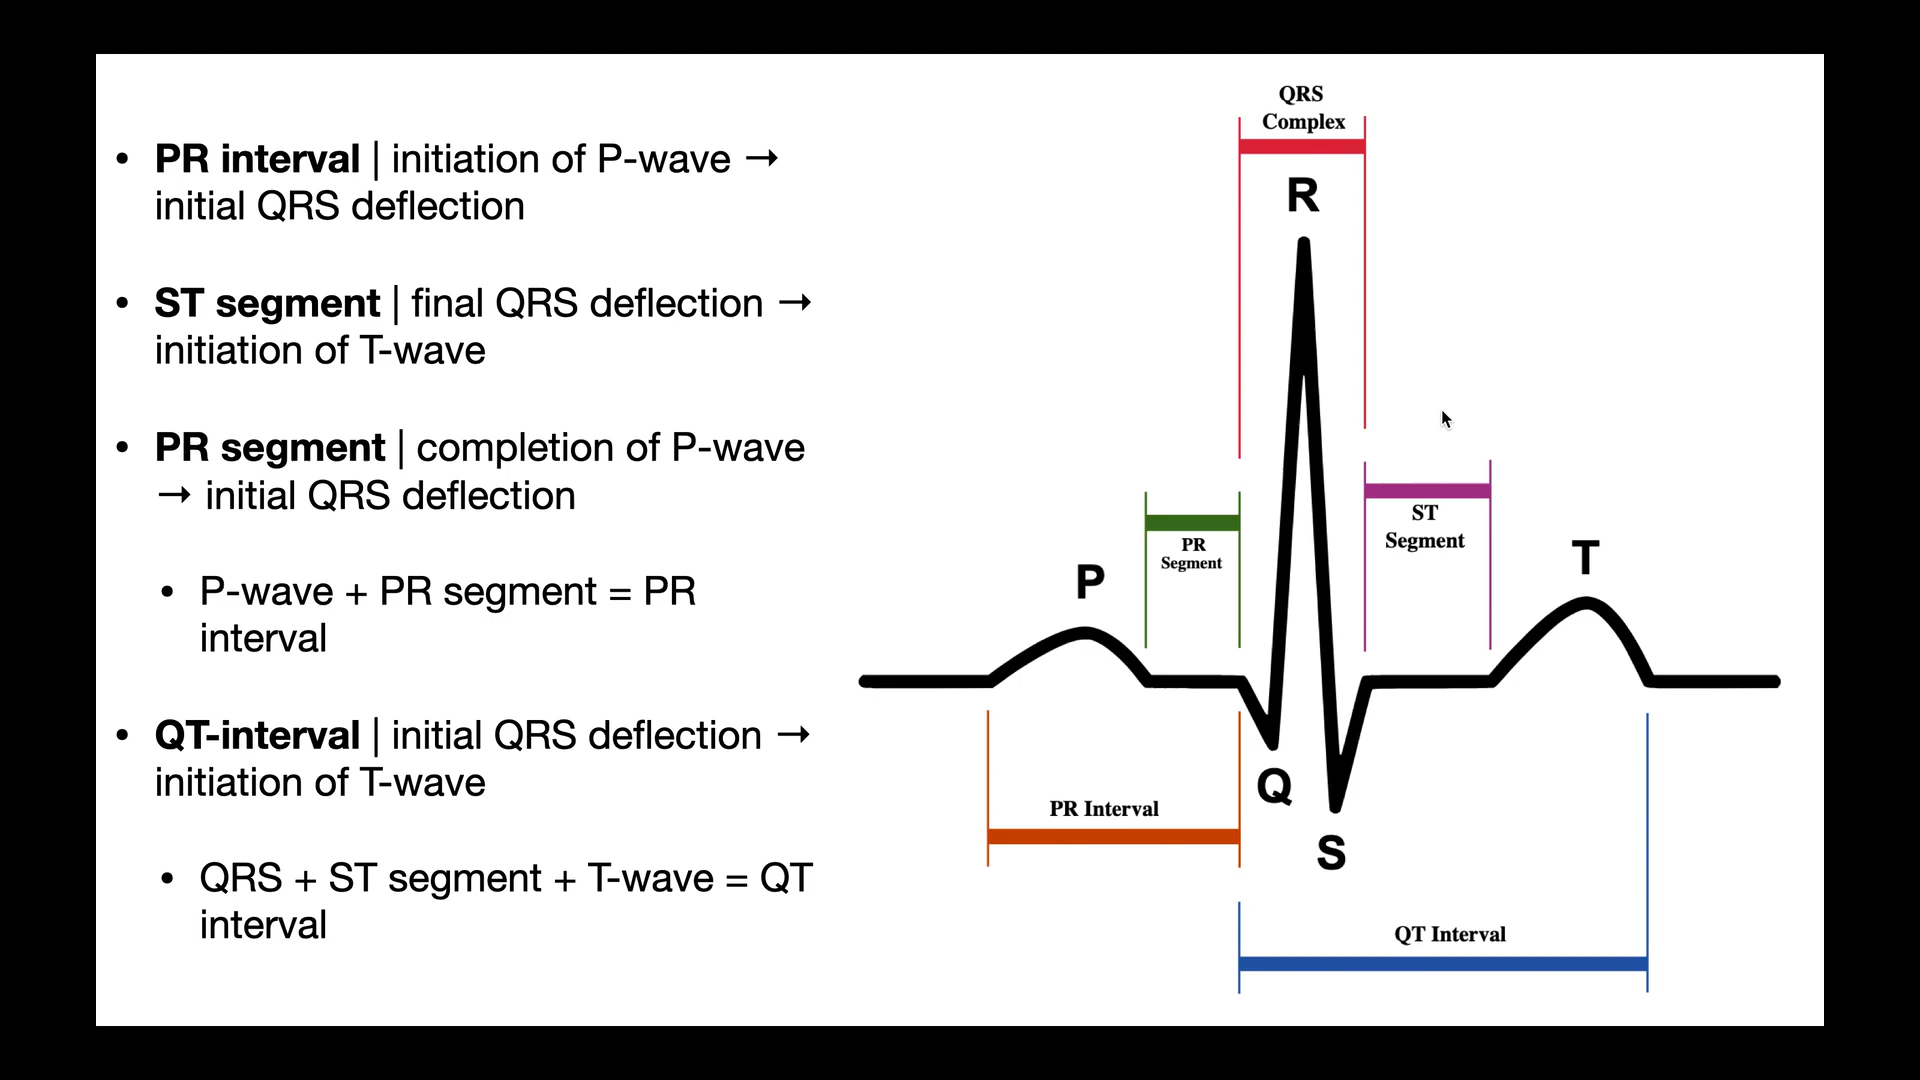 • PR interval | initiation of P-wave →
initial QRS deflection
• ST segment | final QRS deflection →
initiation of T-wave
• PR segment | completion of P-wave
→ initial QRS deflection
• P-wave + PR segment = PR
interval
• QT-interval | initial QRS deflection →
initiation of T-wave
• QRS + ST segment + T-wave = QT
interval
QRS
Complex
R
PR
Segment
ST
Segment
P
T
Q
S
PR Interval
QT Interval